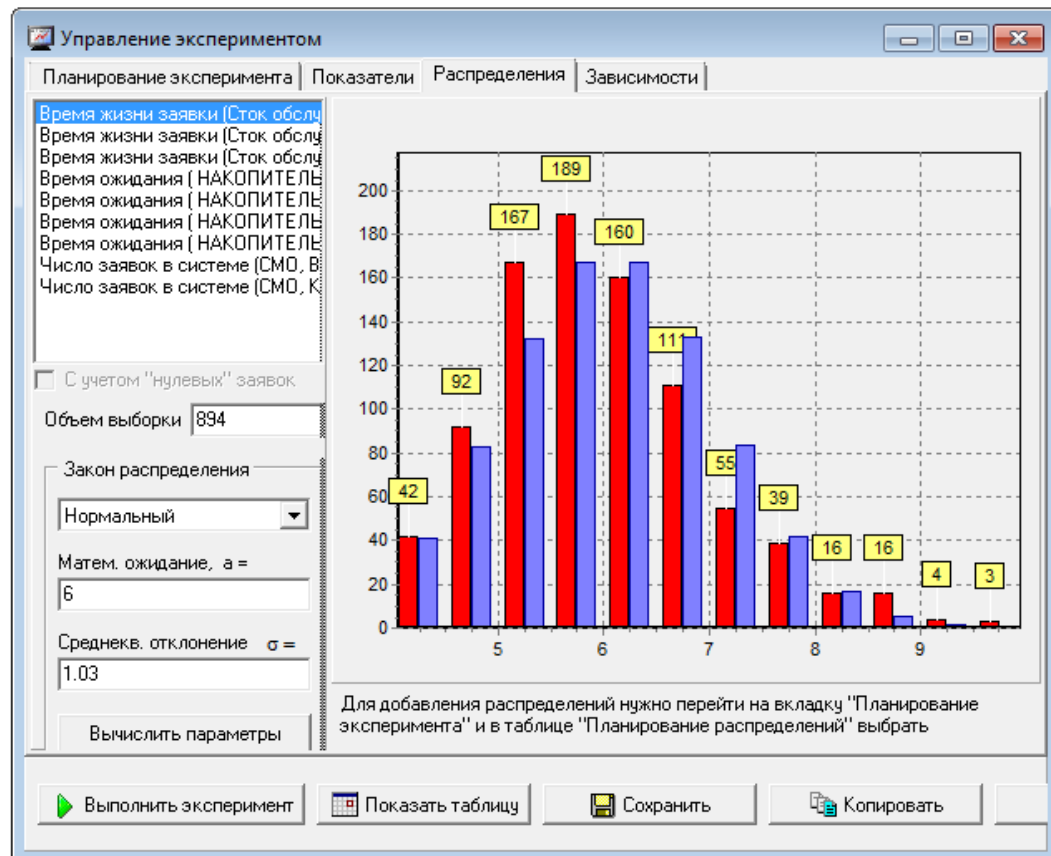 Управление экспериментом
Планирование эксперимента Показатели Распределения Зависимости
Время жизни заявки (Сток обслу
Время жизни заявки (Сток обслу
Время жизни заявки (Сток обслу
Время ожидания ( НАКОПИТЕЛЬ
Время ожидания ( НАКОПИТЕЛЬ
Время ожидания ( НАКОПИТЕЛЬ
Время ожидания ( НАКОПИТЕЛЬ
Число заявок в системе (СМО, В
Число заявок в системе (СМО, К
С учетом "нулевых" заявок
Объем выборки 894
Закон распределения
Нормальный
Матем. ожидание, a =
6
Среднекв. отклонение σ =
1.03
Вычислить параметры
200
180
160
140
120
100
80
60
40
20
0
42
92
167
189
160
111
55
39
16
16
4
3
5 6 7 8 9
Для добавления распределений нужно перейти на вкладку "Планирование
эксперимента" и в таблице "Планирование распределений" выбрать
Выполнить эксперимент Показать таблицу Сохранить Копировать